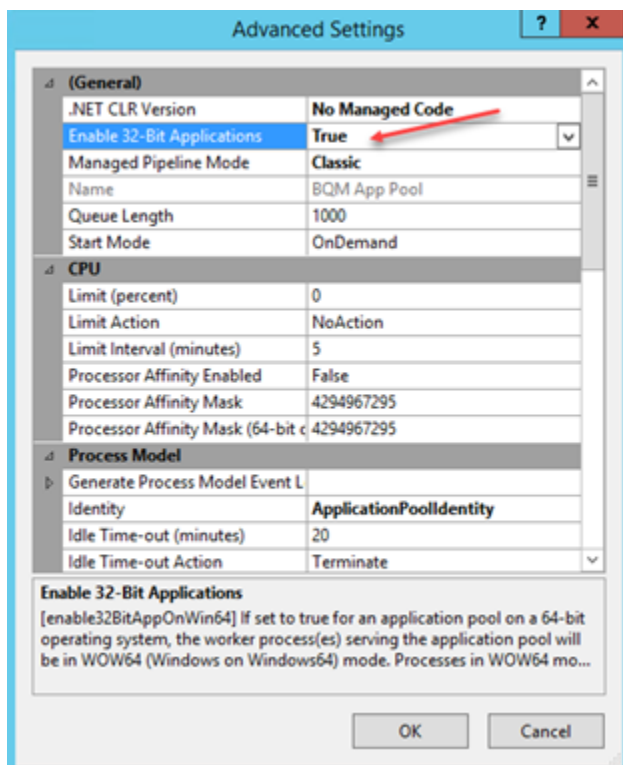 Advanced Settings
?
x
(General)
.NET CLR Version No Managed Code
Enable 32-Bit Applications True
Managed Pipeline Mode Classic
Name BQM App Pool
Queue Length 1000
Start Mode OnDemand
CPU
Limit (percent) 0
Limit Action NoAction
Limit Interval (minutes) 5
Processor Affinity Enabled False
Processor Affinity Mask 4294967295
Processor Affinity Mask (64-bit o 4294967295
Process Model
Generate Process Model Event L
Identity ApplicationPoolIdentity
Idle Time-out (minutes) 20
Idle Time-out Action Terminate
Enable 32-Bit Applications
[enable32BitAppOnWin64] If set to true for an application pool on a 64-bit
operating system, the worker process(es) serving the application pool will
be in WOW64 (Windows on Windows64) mode. Processes in WOW64 mo...
OK Cancel